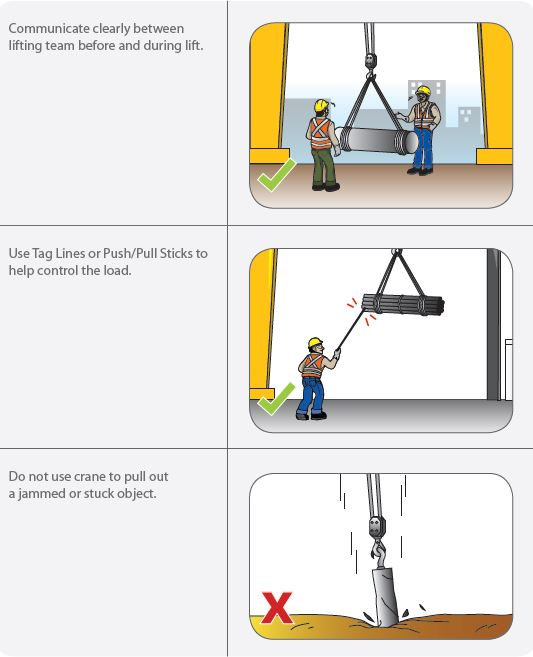 Communicate clearly between
lifting team before and during lift.
Use Tag Lines or Push/Pull Sticks to
help control the load.
Do not use crane to pull out
a jammed or stuck object.